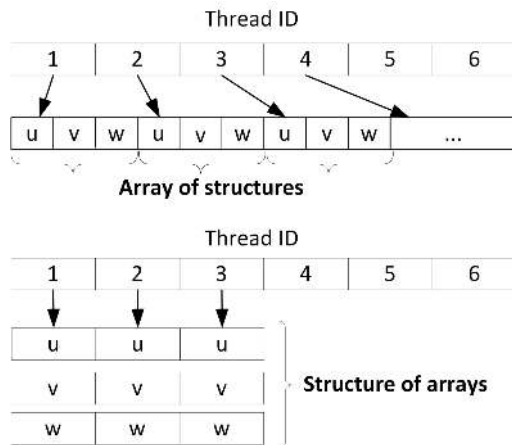 Thread ID
1 2 3 4 5 6
u v w u v w u v w ...
Array of structures
Thread ID
1 2 3 4 5 6
u u u
v v v
Structure of arrays
w w w